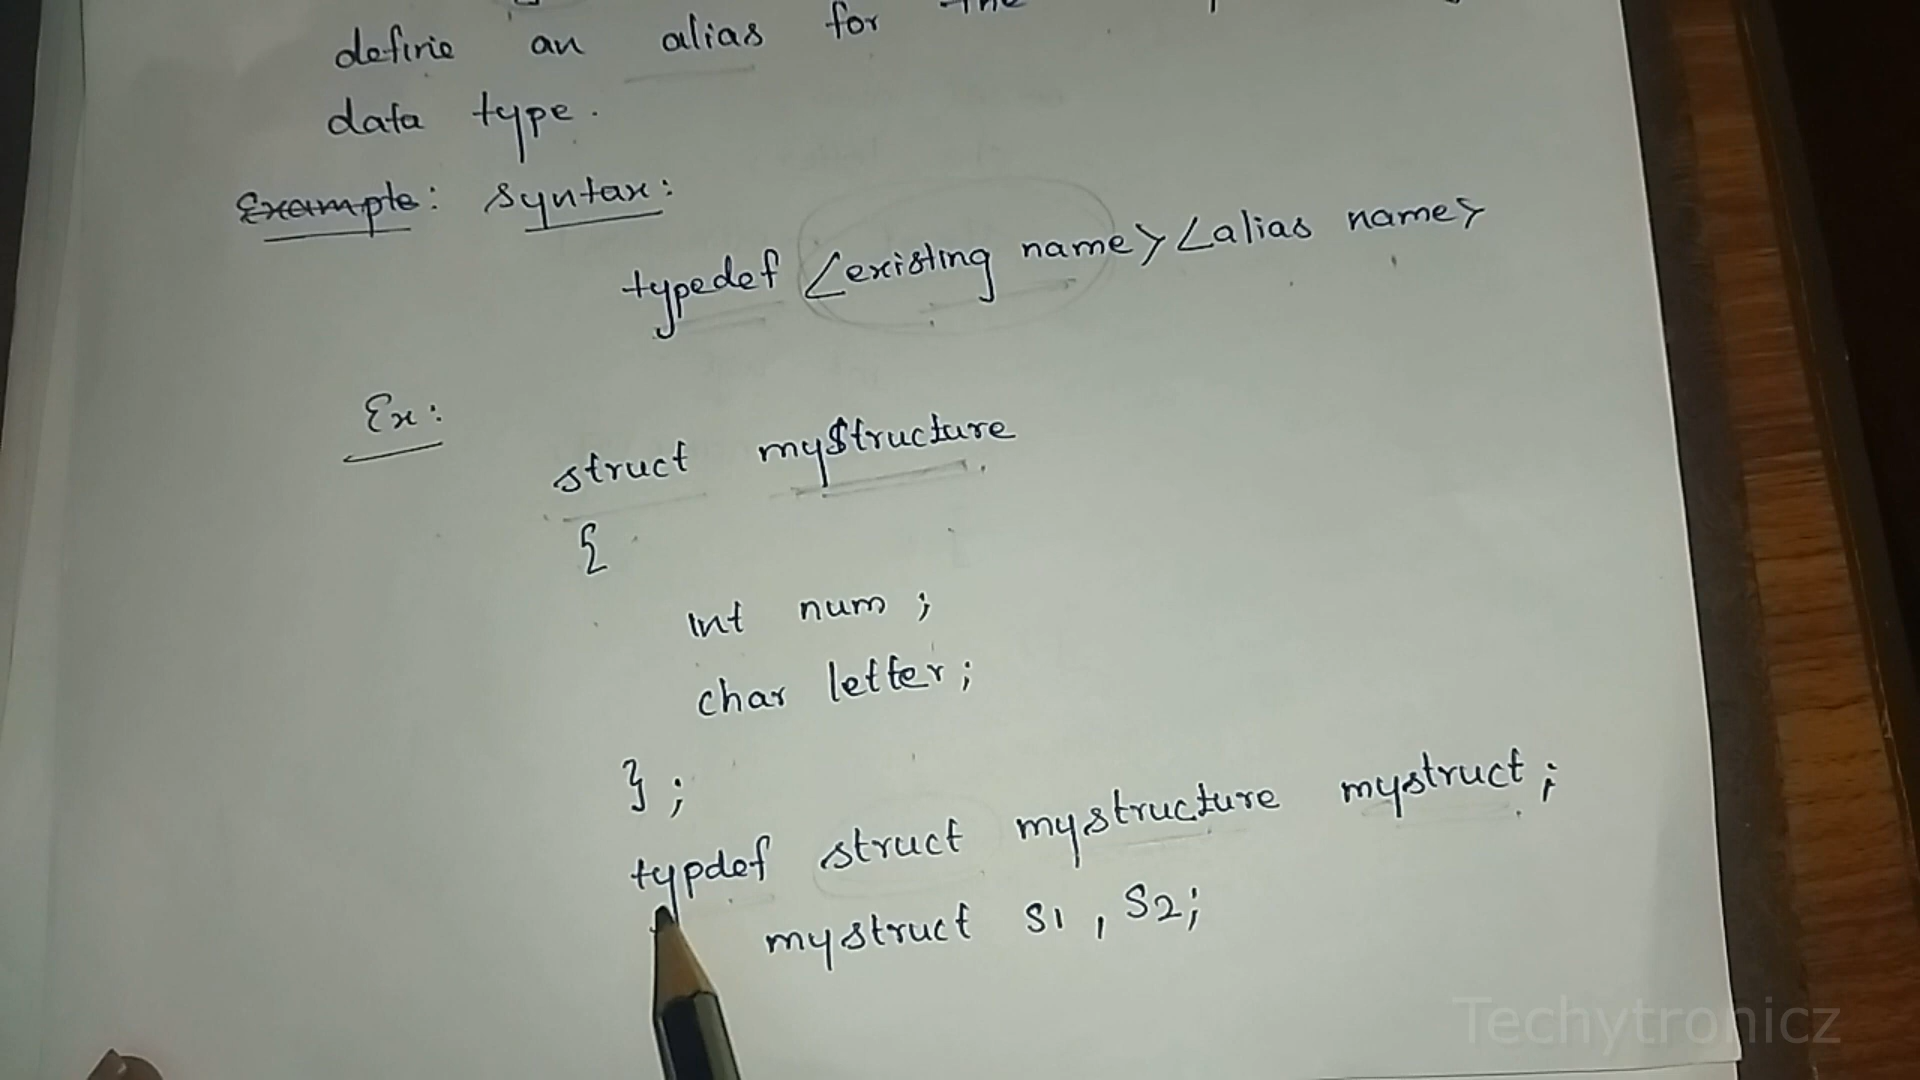 define an alias for the
data type.
Example: syntax:
typedef <existing name> <alias name>
Ex:
struct mystructure
{
int num ;
char letter ;
} ;
typdef struct mystructure mystruct ;
mystruct S1 , S2;
Techytronicz